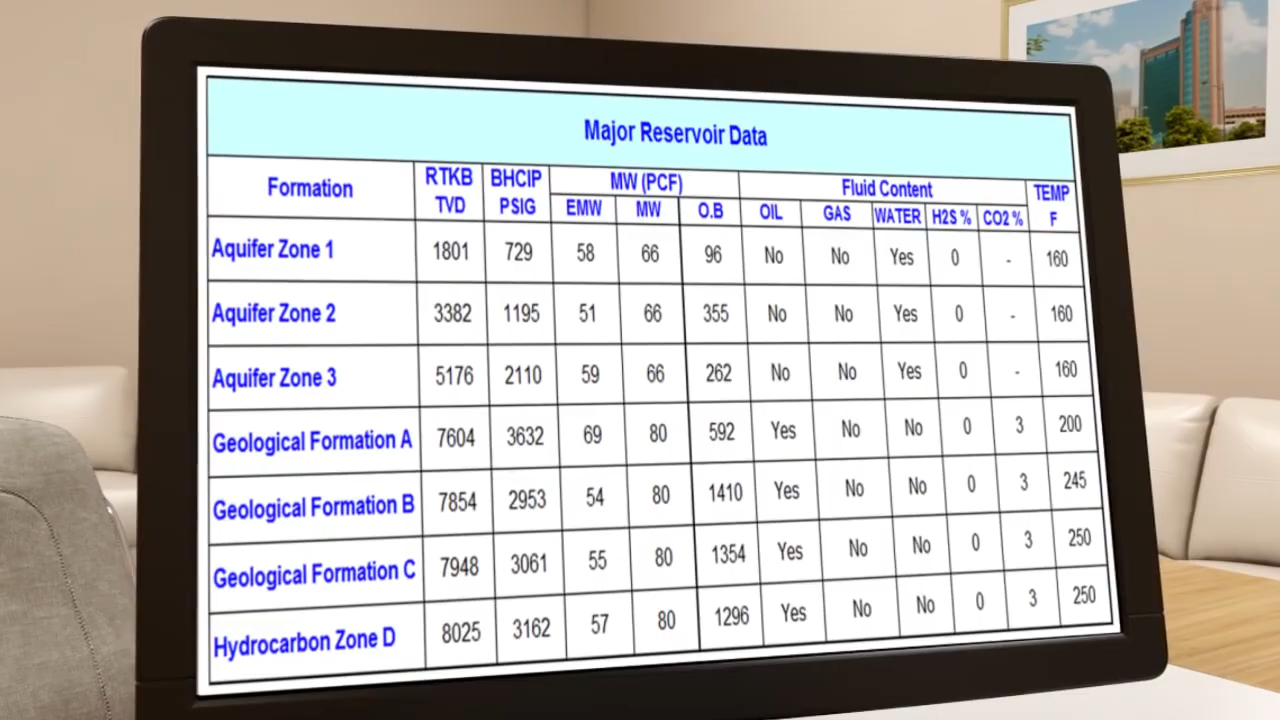 Major Reservoir Data
Formation RTKB TVD BHCIP PSIG MW (PCF) Fluid Content TEMP F
EMW MW O.B OIL GAS WATER H2S % CO2 %
Aquifer Zone 1 1801 729 58 66 96 No No Yes 0 - 160
Aquifer Zone 2 3382 1195 51 66 355 No No Yes 0 - 160
Aquifer Zone 3 5176 2110 59 66 262 No No Yes 0 - 160
Geological Formation A 7604 3632 69 80 592 Yes No No 0 3 200
Geological Formation B 7854 2953 54 80 1410 Yes No No 0 3 245
Geological Formation C 7948 3061 55 80 1354 Yes No No 0 3 250
Hydrocarbon Zone D 8025 3162 57 80 1296 Yes No No 0 3 250